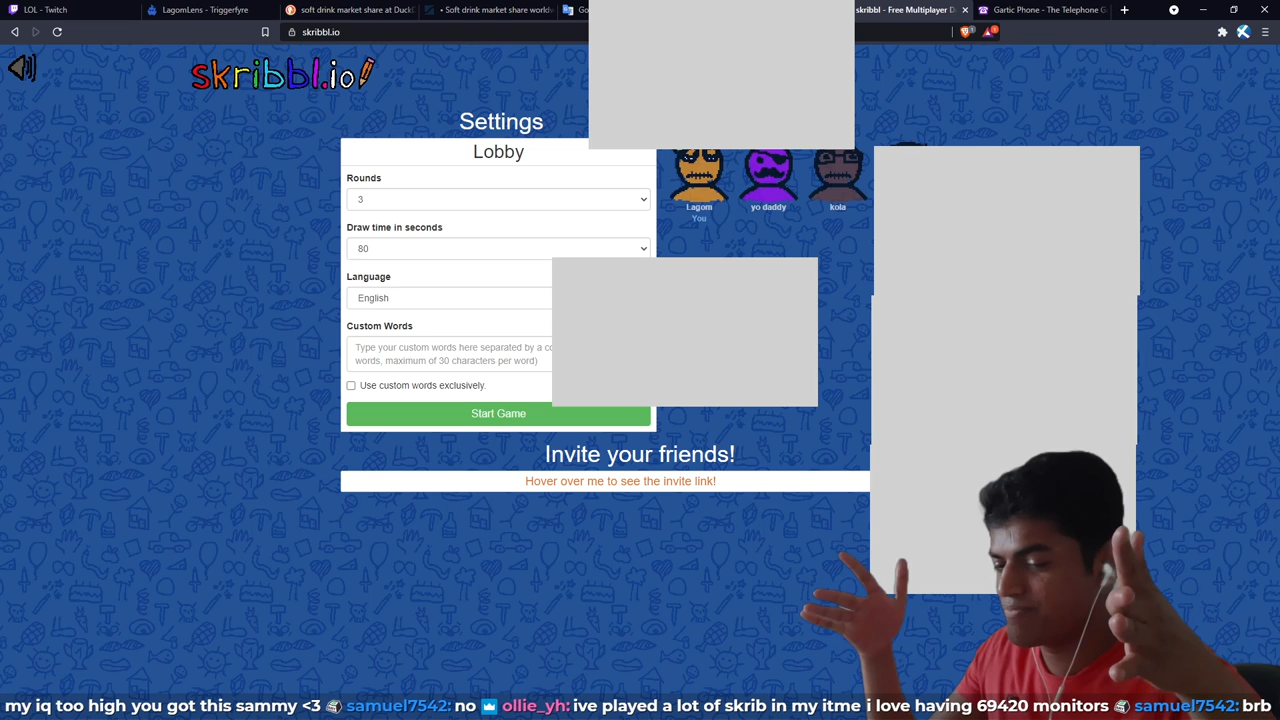 LOL - Twitch
LagomLens - Triggerfyre
soft drink market share at Duck
Soft drink market share world
Go
skribbl - Free Multiplayer D
Gartic Phone - The Telephone G
skribbl.io
skribbl.io
Settings
Lobby
Rounds
3
Draw time in seconds
80
Language
English
Custom Words
Type your custom words here separated by a
words, maximum of 30 characters per word)
Use custom words exclusively.
Start Game
Lagom
You
yo daddy
kola
Invite your friends!
Hover over me to see the invite link!
my iq too high you got this sammy <3 samuel7542: no ollie_yh: ive played a lot of skrib in my itme i love having 69420 monitors samuel7542: brb